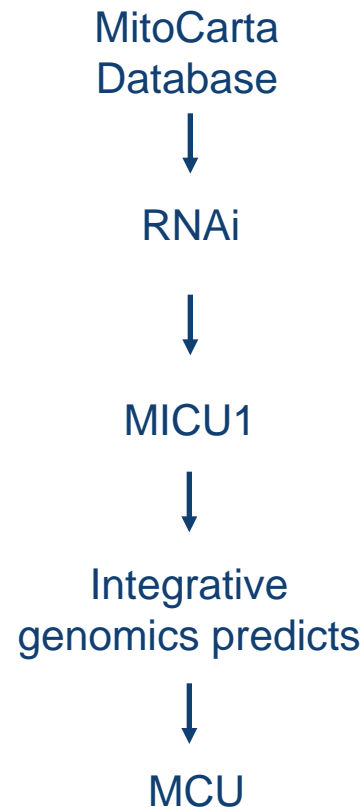 MitoCarta
Database
RNAi
MICU1
Integrative
genomics predicts
MCU